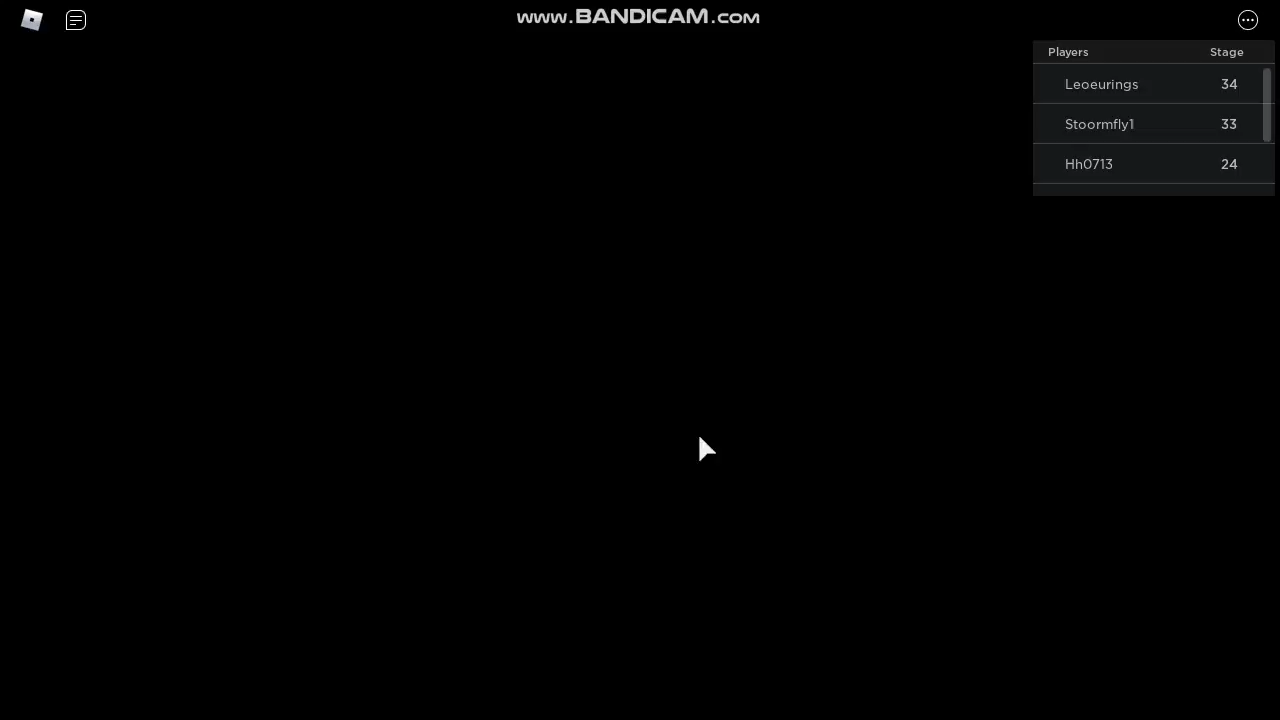 www.BANDICAM.com
Players Stage
Leoeurings 34
Stoormfly1 33
Hh0713 24